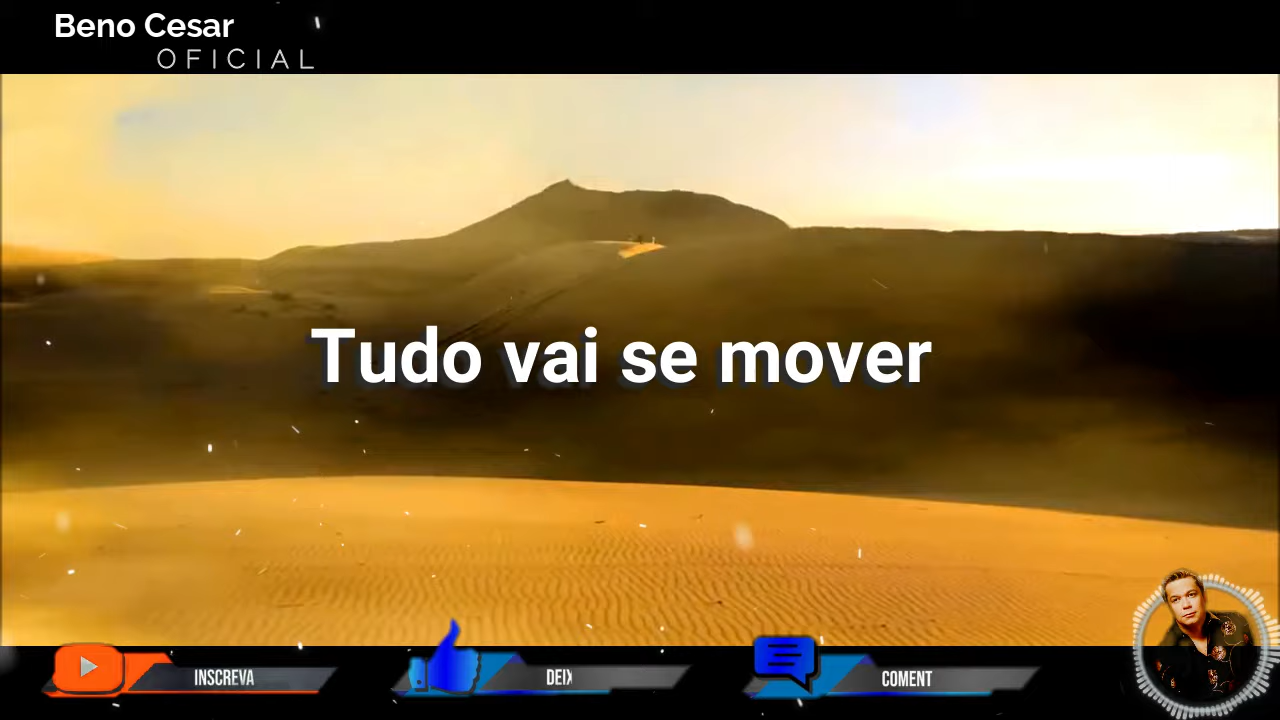 Beno Cesar
OFICIAL
Tudo vai se mover
INSCREVA
DEIX
COMENT